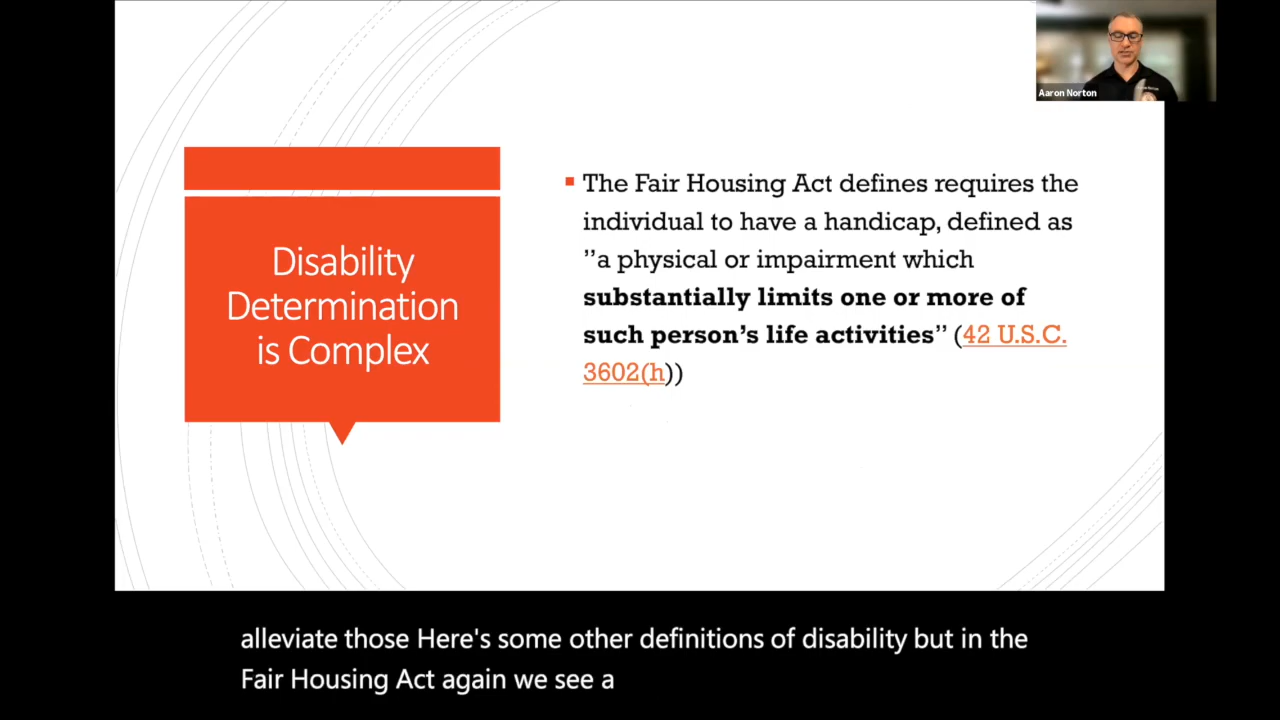 Aaron Norton
Disability
Determination
is Complex
▪ The Fair Housing Act defines requires the
individual to have a handicap, defined as
”a physical or impairment which
substantially limits one or more of
such person’s life activities” (42 U.S.C.
3602(h))
alleviate those Here's some other definitions of disability but in the
Fair Housing Act again we see a